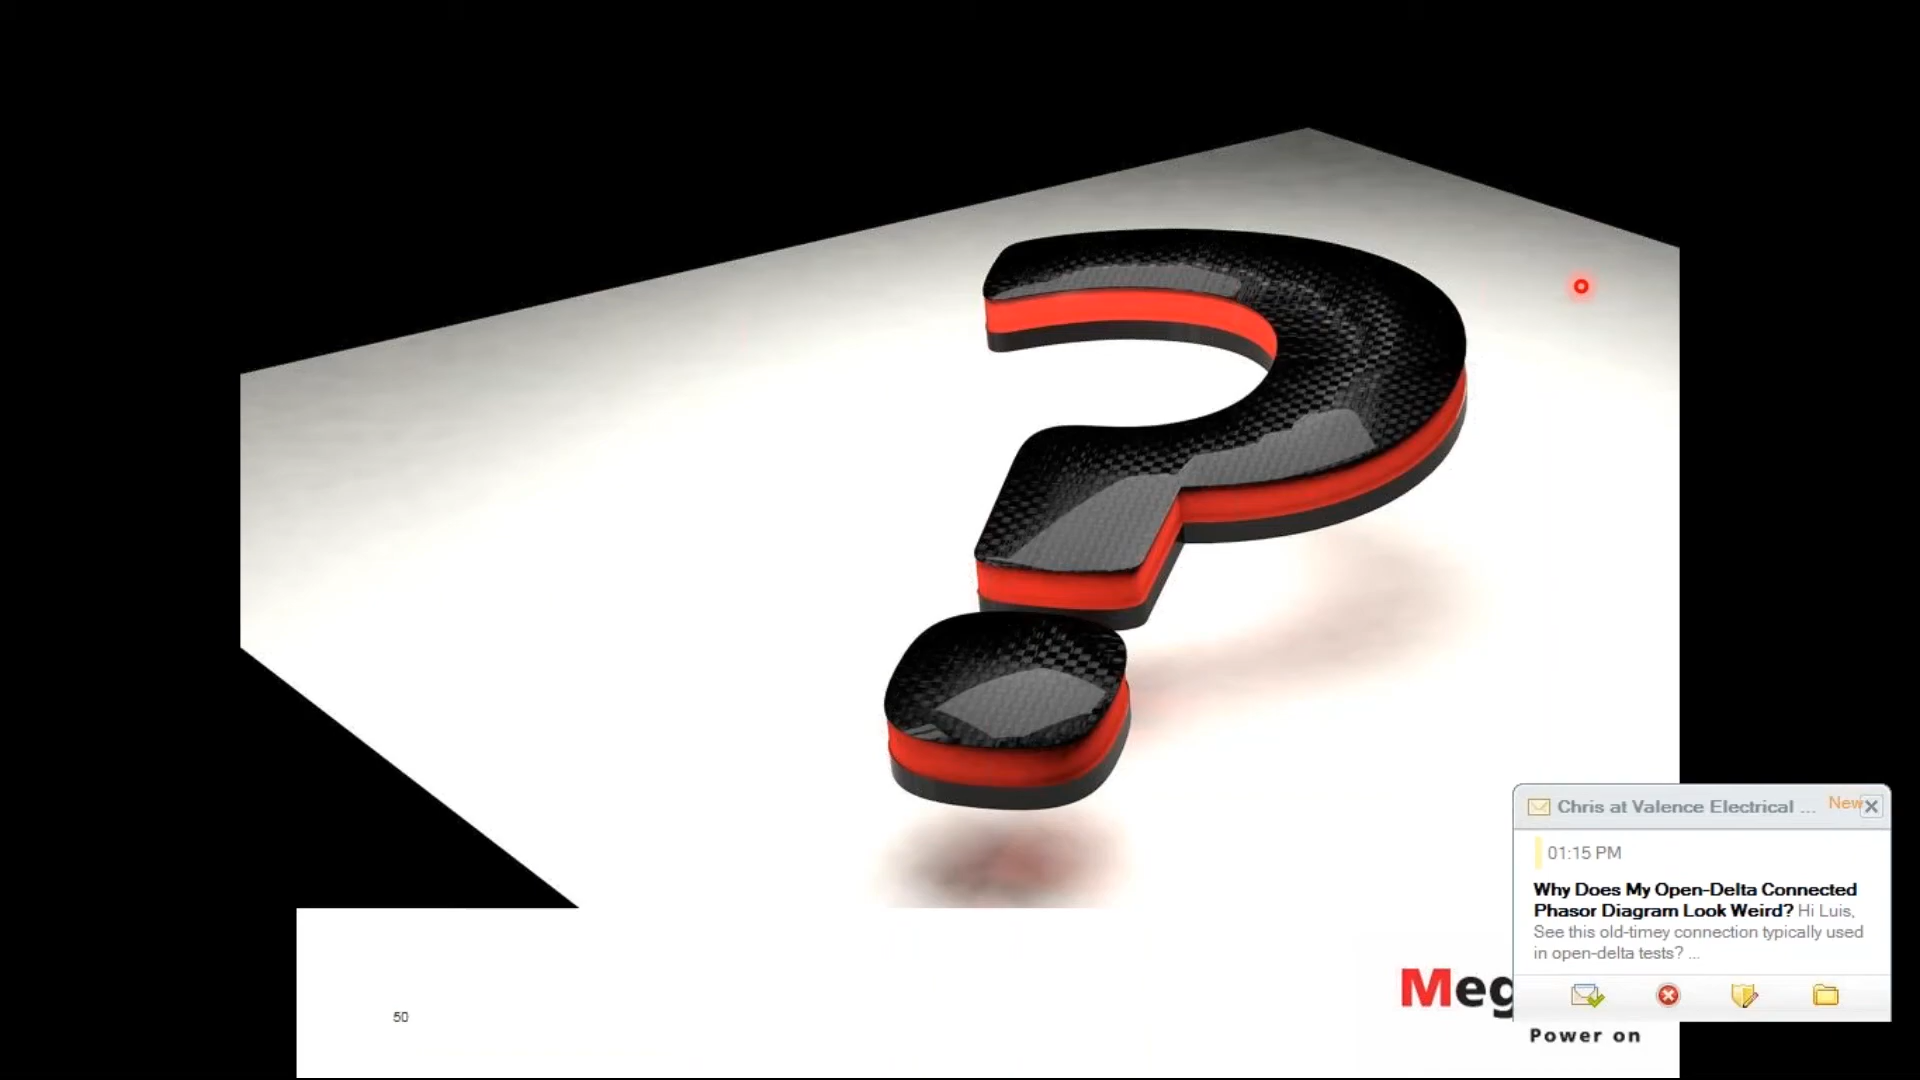 Chris at Valence Electrical ... New
01:15 PM
Why Does My Open-Delta Connected
Phasor Diagram Look Weird? Hi Luis,
See this old-timey connection typically used
in open-delta tests? ...
Meg
50
Power on